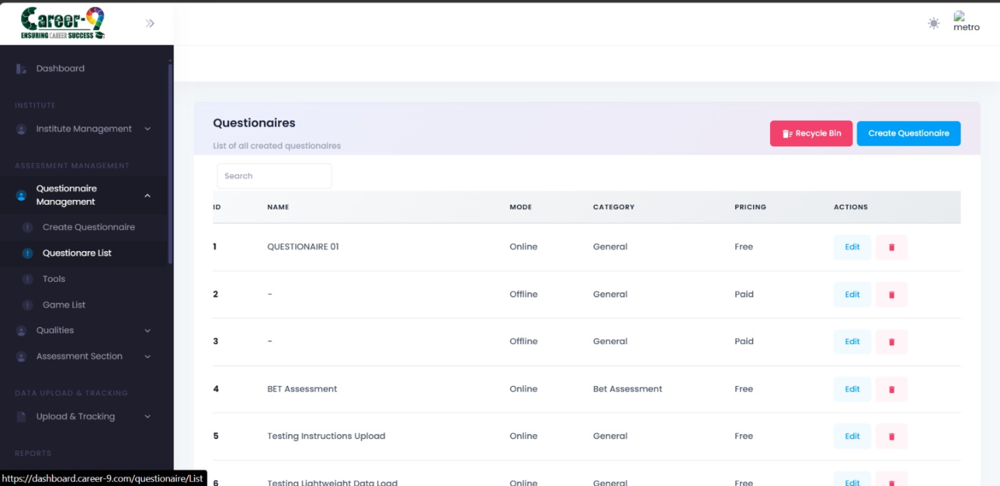 Career-9
ENSURING CAREER SUCCESS
metro
Dashboard
INSTITUTE
Institute Management
ASSESSMENT MANAGEMENT
Questionnaire
Management
Create Questionnaire
Questionare List
Tools
Game List
Qualities
Assessment Section
DATA UPLOAD & TRACKING
Upload & Tracking
REPORTS
https://dashboard.career-9.com/questionaire/List
Questionaires
List of all created questionaires
Recycle Bin
Create Questionaire
Search
ID NAME MODE CATEGORY PRICING ACTIONS
1 QUESTIONAIRE 01 Online General Free Edit
2 - Offline General Paid Edit
3 - Offline General Paid Edit
4 BET Assessment Online Bet Assessment Free Edit
5 Testing Instructions Upload Online General Free Edit
6 Testing Lightweight Data Load Online General Free Edit